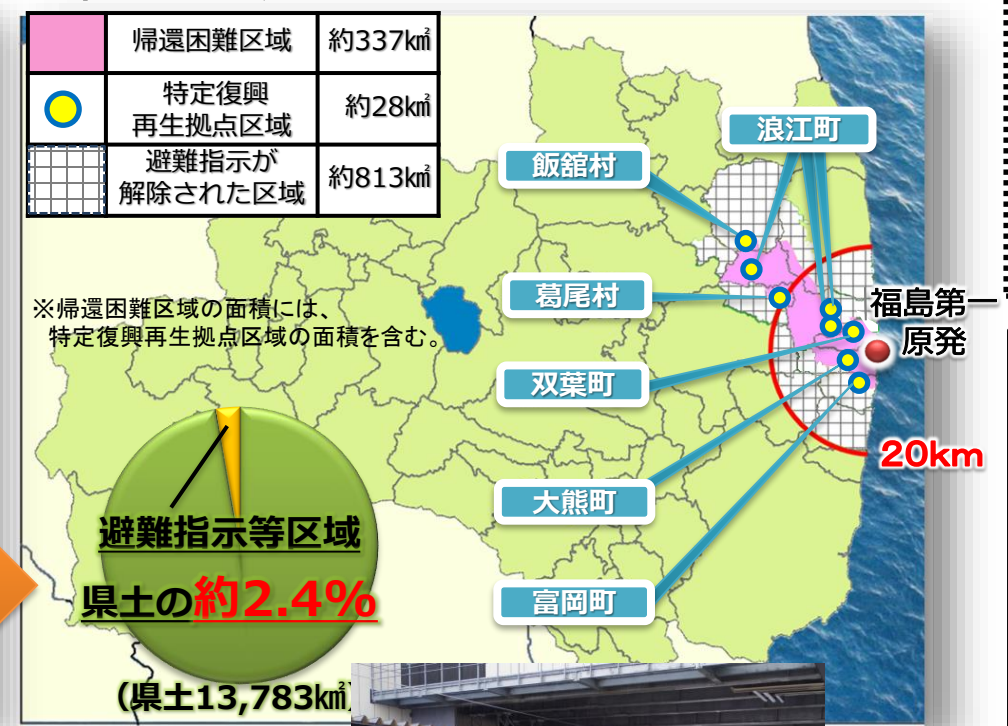 帰還困難区域 約337㎢
特定復興
再生拠点区域 約28㎢
避難指示が
解除された区域 約813㎢
※帰還困難区域の面積には、
特定復興再生拠点区域の面積を含む。
浪江町
飯舘村
葛尾村
福島第一
原発
双葉町
20km
大熊町
富岡町
避難指示等区域
県土の約2.4%
(県土13,783㎢)